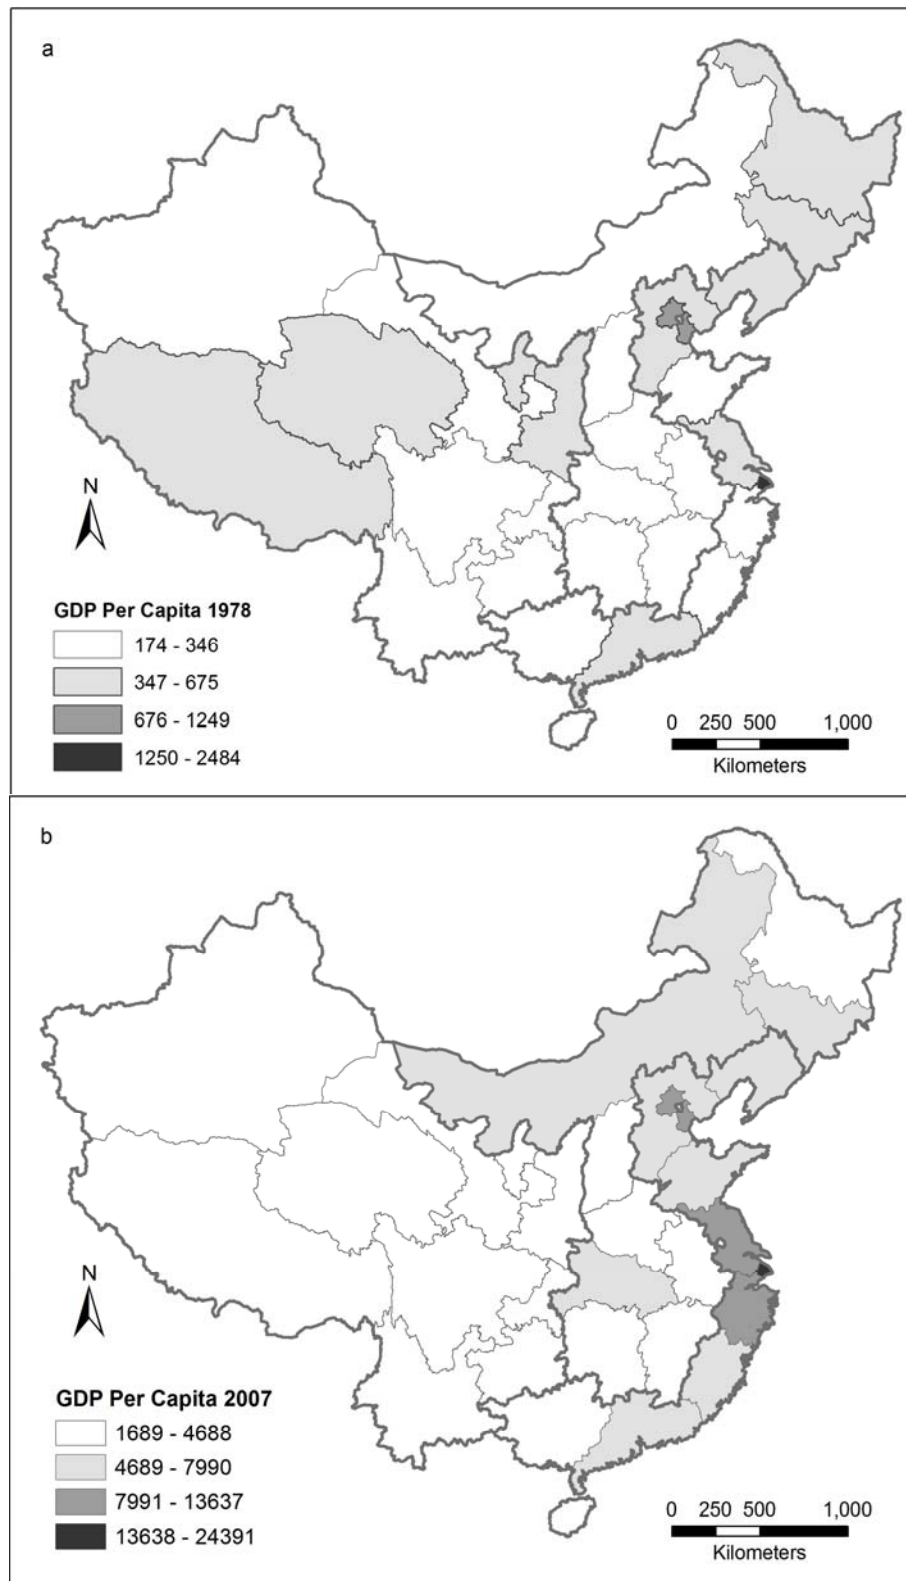 a
N
GDP Per Capita 1978
174 - 346
347 - 675
676 - 1249
1250 - 2484
0 250 500 1,000
Kilometers
b
N
GDP Per Capita 2007
1689 - 4688
4689 - 7990
7991 - 13637
13638 - 24391
0 250 500 1,000
Kilometers